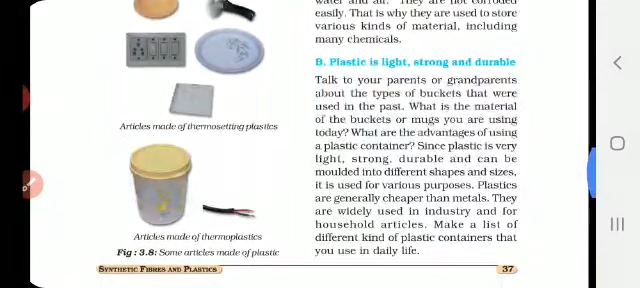 Articles made of thermosetting plastics
Articles made of thermoplastics
Fig : 3.8: Some articles made of plastic
water and air. They are not corroded
easily. That is why they are used to store
various kinds of material, including
many chemicals.
B. Plastic is light, strong and durable
Talk to your parents or grandparents
about the types of buckets that were
used in the past. What is the material
of the buckets or mugs you are using
today? What are the advantages of using
a plastic container? Since plastic is very
light, strong, durable and can be
moulded into different shapes and sizes,
it is used for various purposes. Plastics
are generally cheaper than metals. They
are widely used in industry and for
household articles. Make a list of
different kind of plastic containers that
you use in daily life.
SYNTHETIC FIBRES AND PLASTICS
37